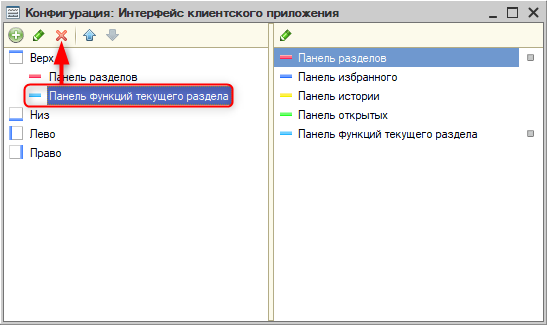 Конфигурация: Интерфейс клиентского приложения
Верх
Панель разделов
Панель функций текущего раздела
Низ
Лево
Право
Панель разделов
Панель избранного
Панель истории
Панель открытых
Панель функций текущего раздела